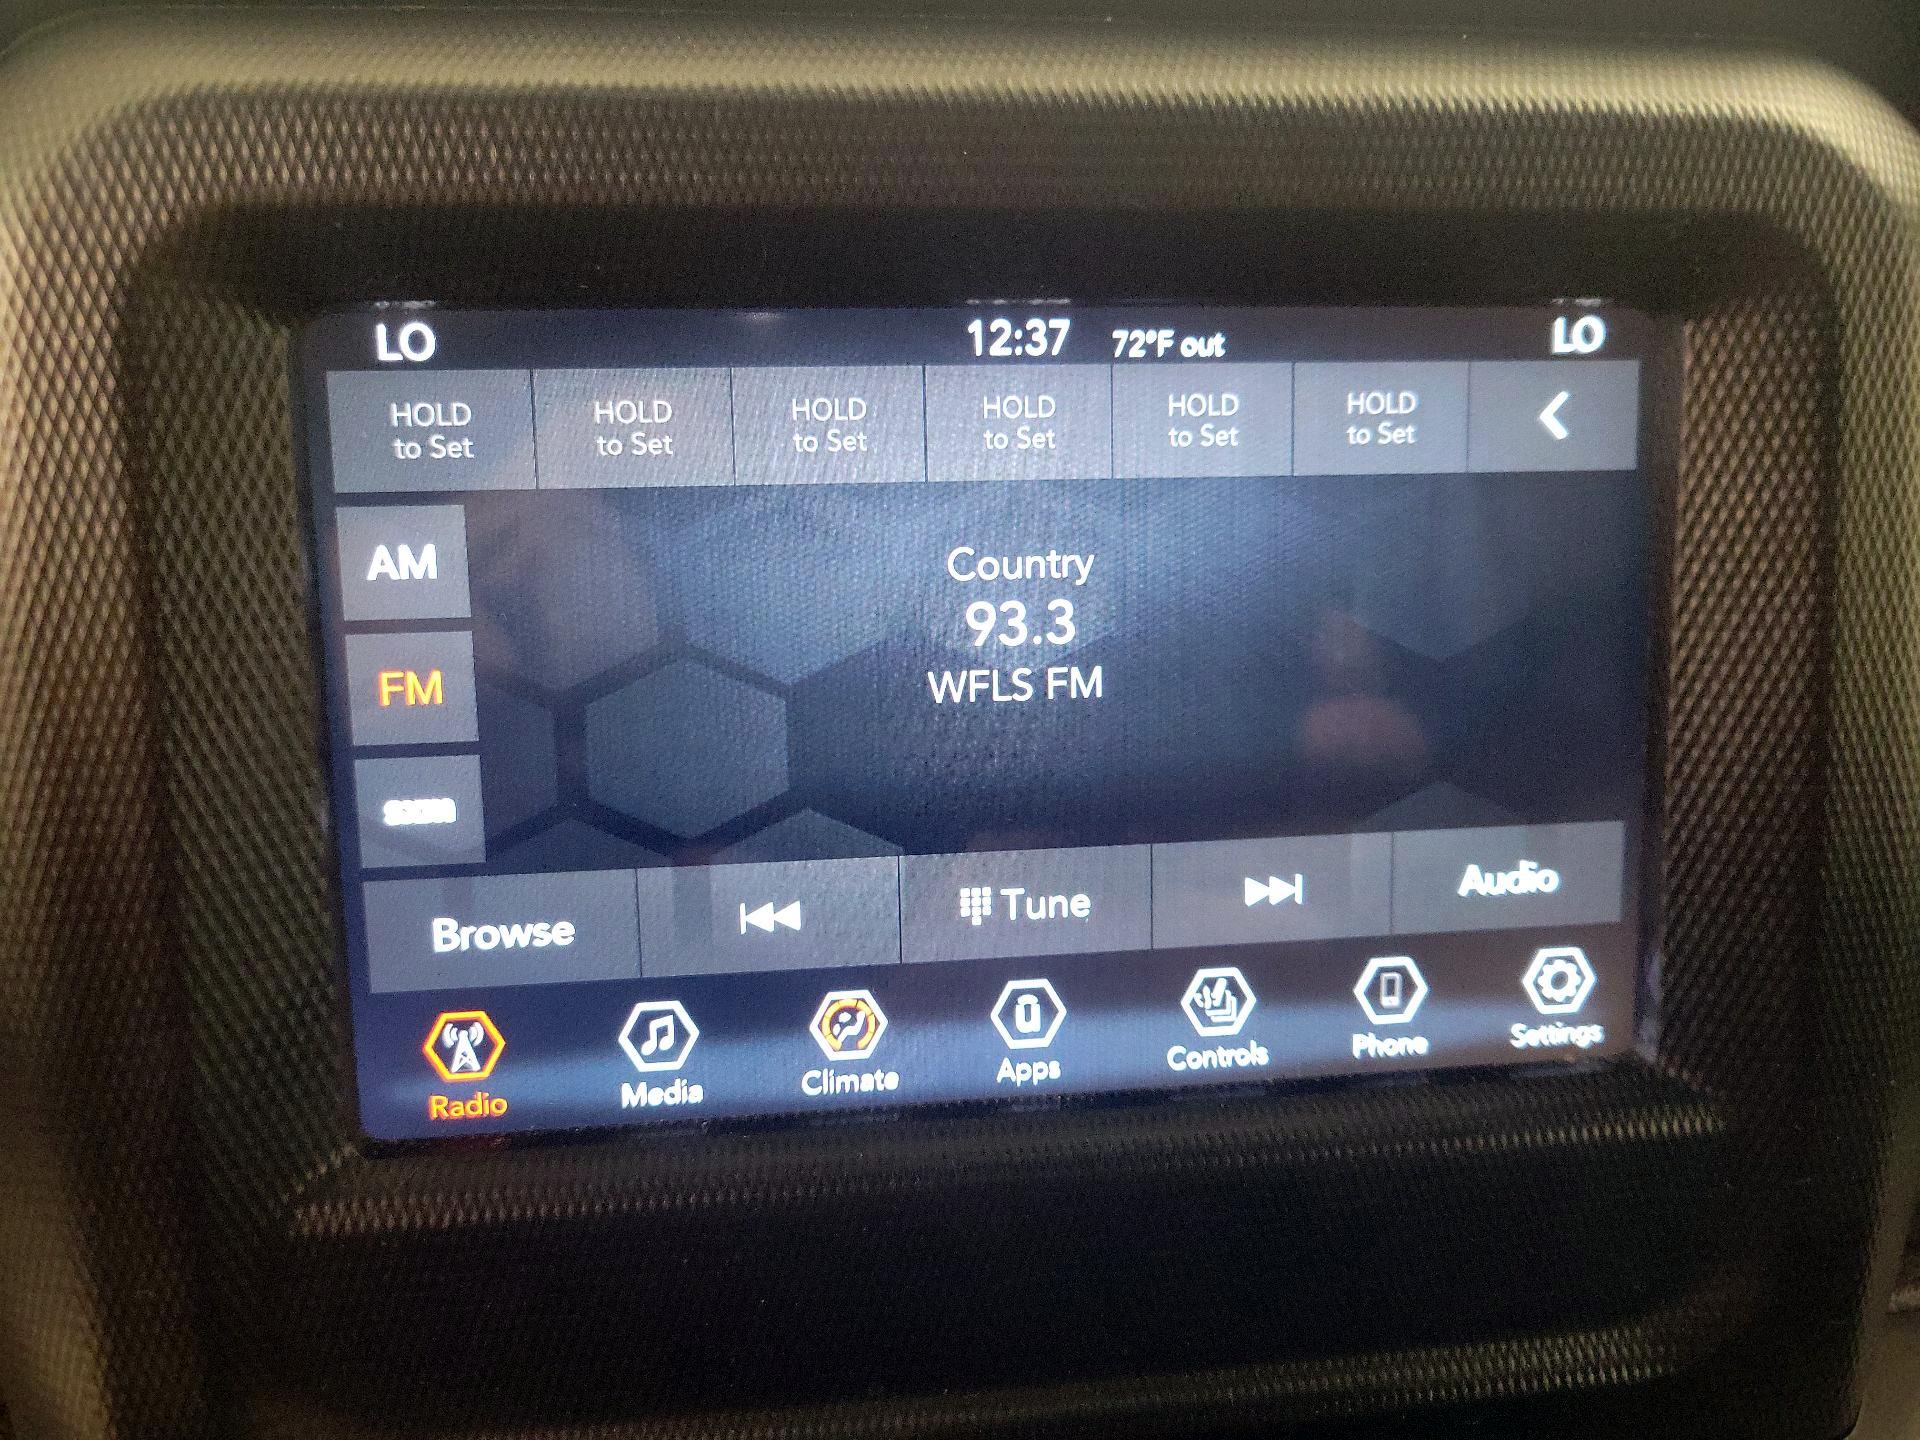 LO 12:37 72°F out LO
HOLD HOLD HOLD HOLD HOLD HOLD
to Set to Set to Set to Set to Set to Set
AM
Country
93.3
FM
WFLS FM
Browse Tune Audio
Radio Media Climate Apps Controls Phone Settings